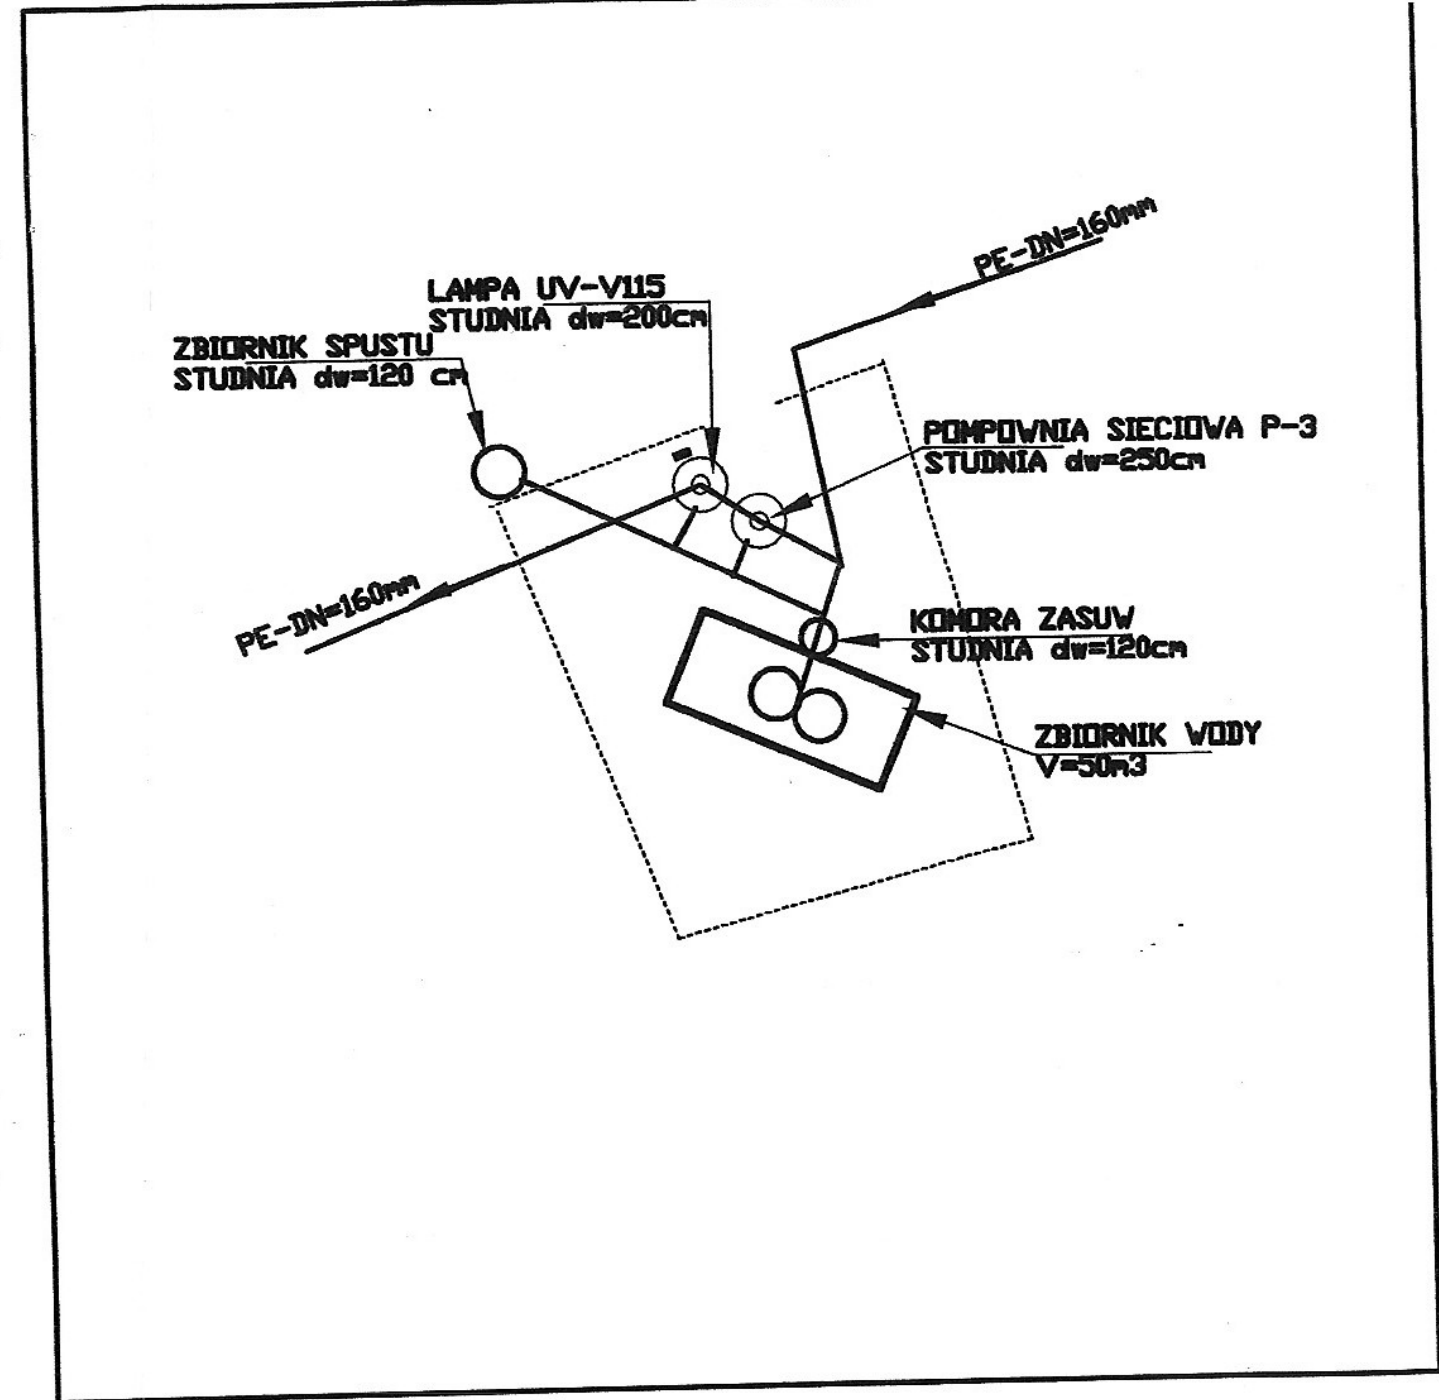 PE-DN=160mm
LAMPA UV-V115
STUDNIA dw=200cm
ZBIORNIK SPUSTU
STUDNIA dw=120 cm
POMPOWNIA SIECIOWA P-3
STUDNIA dw=250cm
PE-DN=160mm
KOMORA ZASUW
STUDNIA dw=120cm
ZBIORNIK WODY
V=50m3